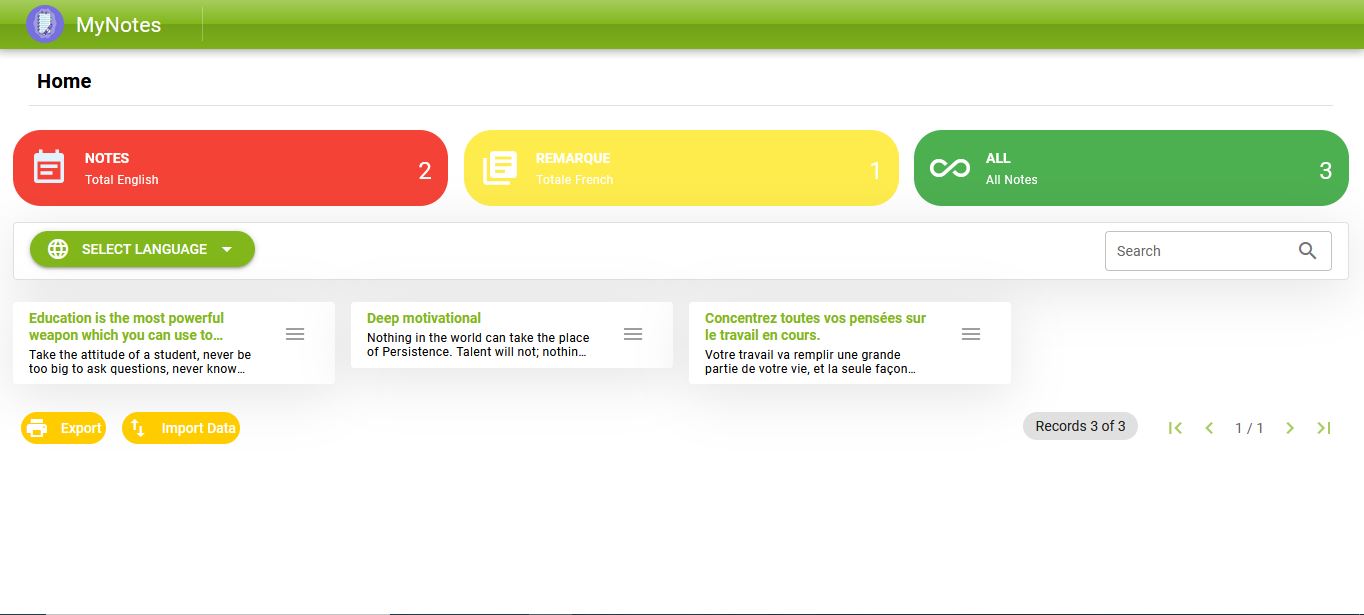 MyNotes
Home
NOTES
Total English
2
REMARQUE
Totale French
1
ALL
All Notes
3
SELECT LANGUAGE
Search
Education is the most powerful
weapon which you can use to...
Take the attitude of a student, never be
too big to ask questions, never know...
Deep motivational
Nothing in the world can take the place
of Persistence. Talent will not; nothin...
Concentrez toutes vos pensées sur
le travail en cours.
Votre travail va remplir une grande
partie de votre vie, et la seule façon...
Export
Import Data
Records 3 of 3
1 / 1